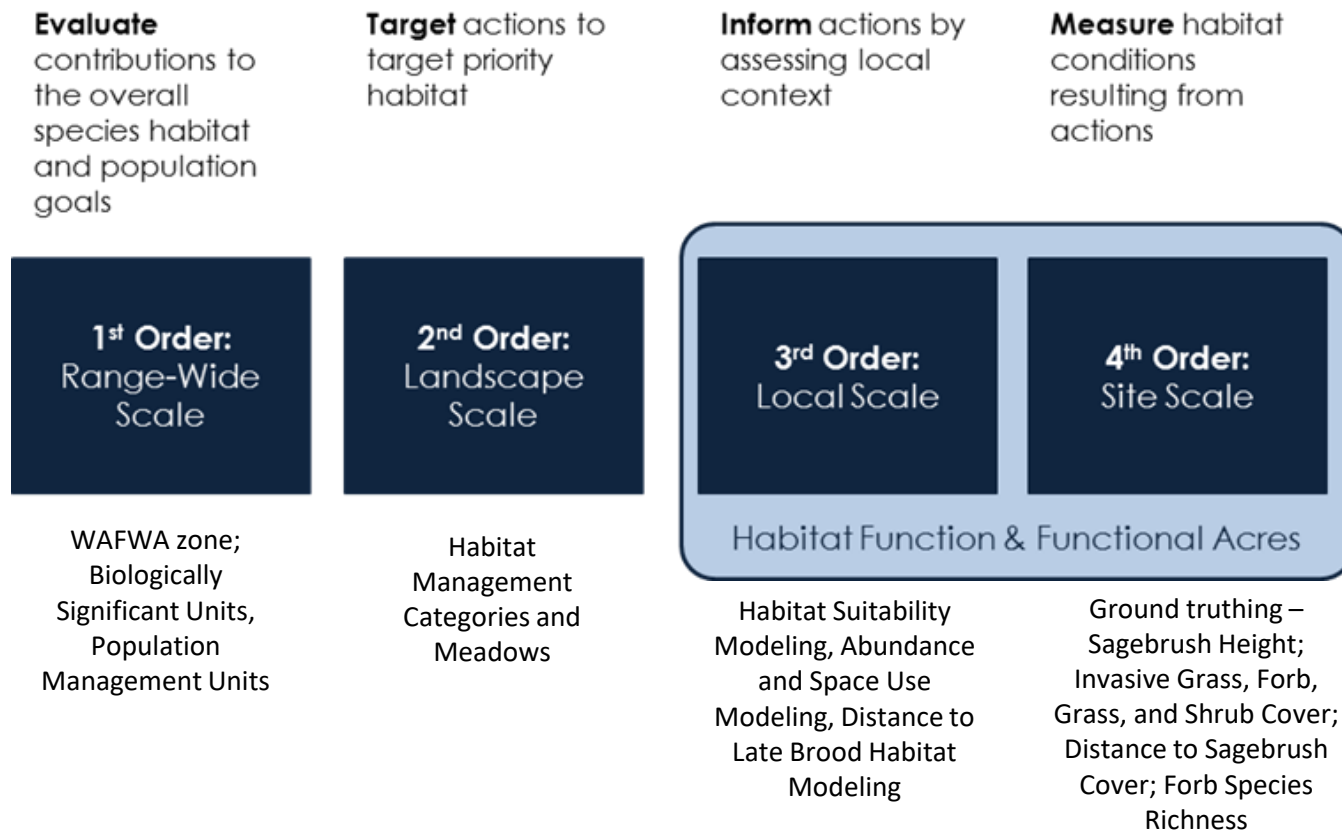 Evaluate
contributions to
the overall
species habitat
and population
goals
Target actions to
target priority
habitat
Inform actions by
assessing local
context
Measure habitat
conditions
resulting from
actions
1st Order:
Range-Wide
Scale
2nd Order:
Landscape
Scale
3rd Order:
Local Scale
4th Order:
Site Scale
Habitat Function & Functional Acres
WAFWA zone;
Biologically
Significant Units,
Population
Management Units
Habitat
Management
Categories and
Meadows
Habitat Suitability
Modeling, Abundance
and Space Use
Modeling, Distance to
Late Brood Habitat
Modeling
Ground truthing –
Sagebrush Height;
Invasive Grass, Forb,
Grass, and Shrub Cover;
Distance to Sagebrush
Cover; Forb Species
Richness